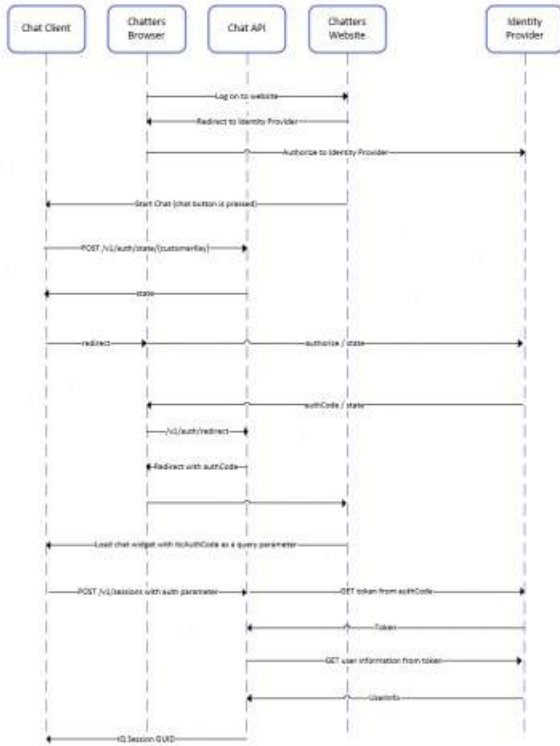 Chat Client
Chatters
Browser
Chat API
Chatters
Website
Identity
Provider
Log on to website
Redirect to Identity Provider
Authorize to Identity Provider
Start Chat (chat button is pressed)
POST /v1/auth/state/{customerKey}
state
redirect
authorise / state
authCode / state
/v1/auth/redirect
Redirect with authCode
Load chat widget with as a query parameter
POST /v1/sessions with auth parameter
GET token from authCode
Token
GET user information from token
UserInfo
Session GUID